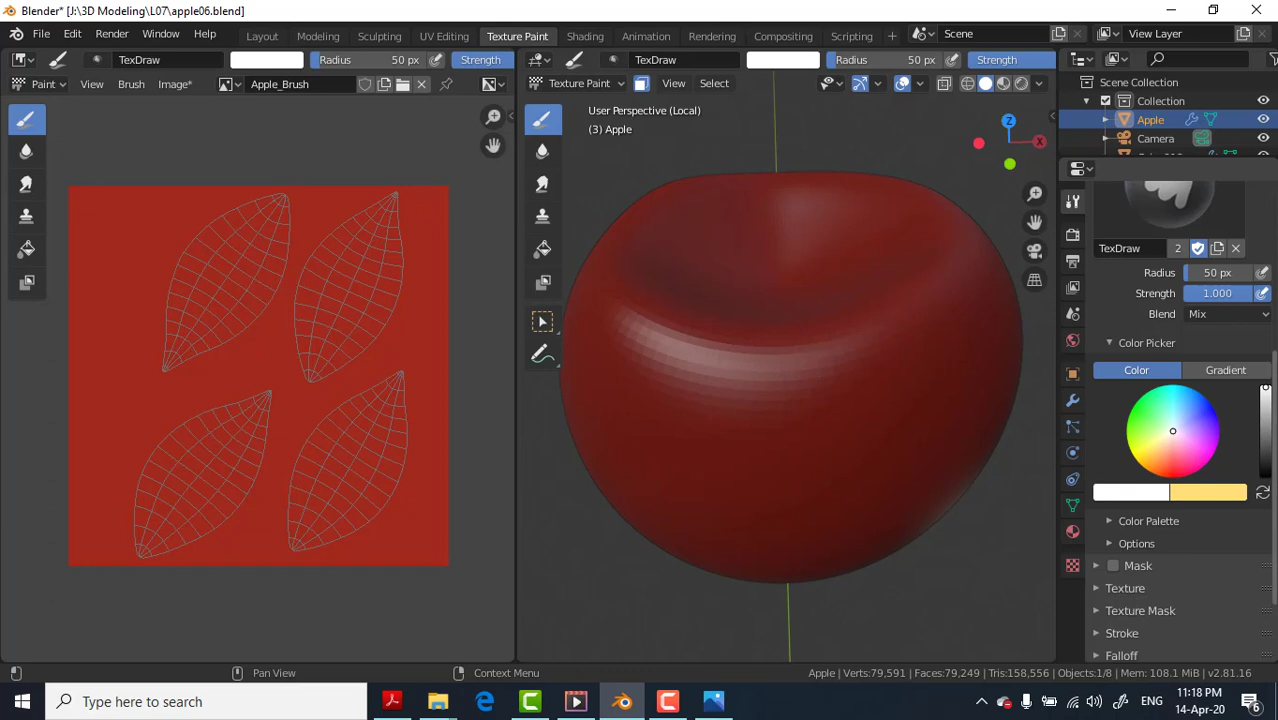 Blender* [J:\3D Modeling\L07\apple06.blend]
File Edit Render Window Help Layout Modeling Sculpting UV Editing Texture Paint Shading Animation Rendering Compositing Scripting Scene View Layer
TexDraw Radius 50 px Strength TexDraw Radius 50 px Strength
Paint View Brush Image* Apple_Brush Texture Paint View Select Scene Collection
Collection
User Perspective (Local)
(3) Apple
Apple
Camera
Z
X
TexDraw 2
Radius 50 px
Strength 1.000
Blend Mix
Color Picker
Color Gradient
Color Palette
Options
Mask
Texture
Texture Mask
Stroke
Falloff
Pan View Context Menu Apple | Verts:79,591 | Faces:79,249 | Tris:158,556 | Objects:1/8 | Mem: 108.1 MiB | v2.81.16
Type here to search ENG 11:18 PM
14-Apr-20 6